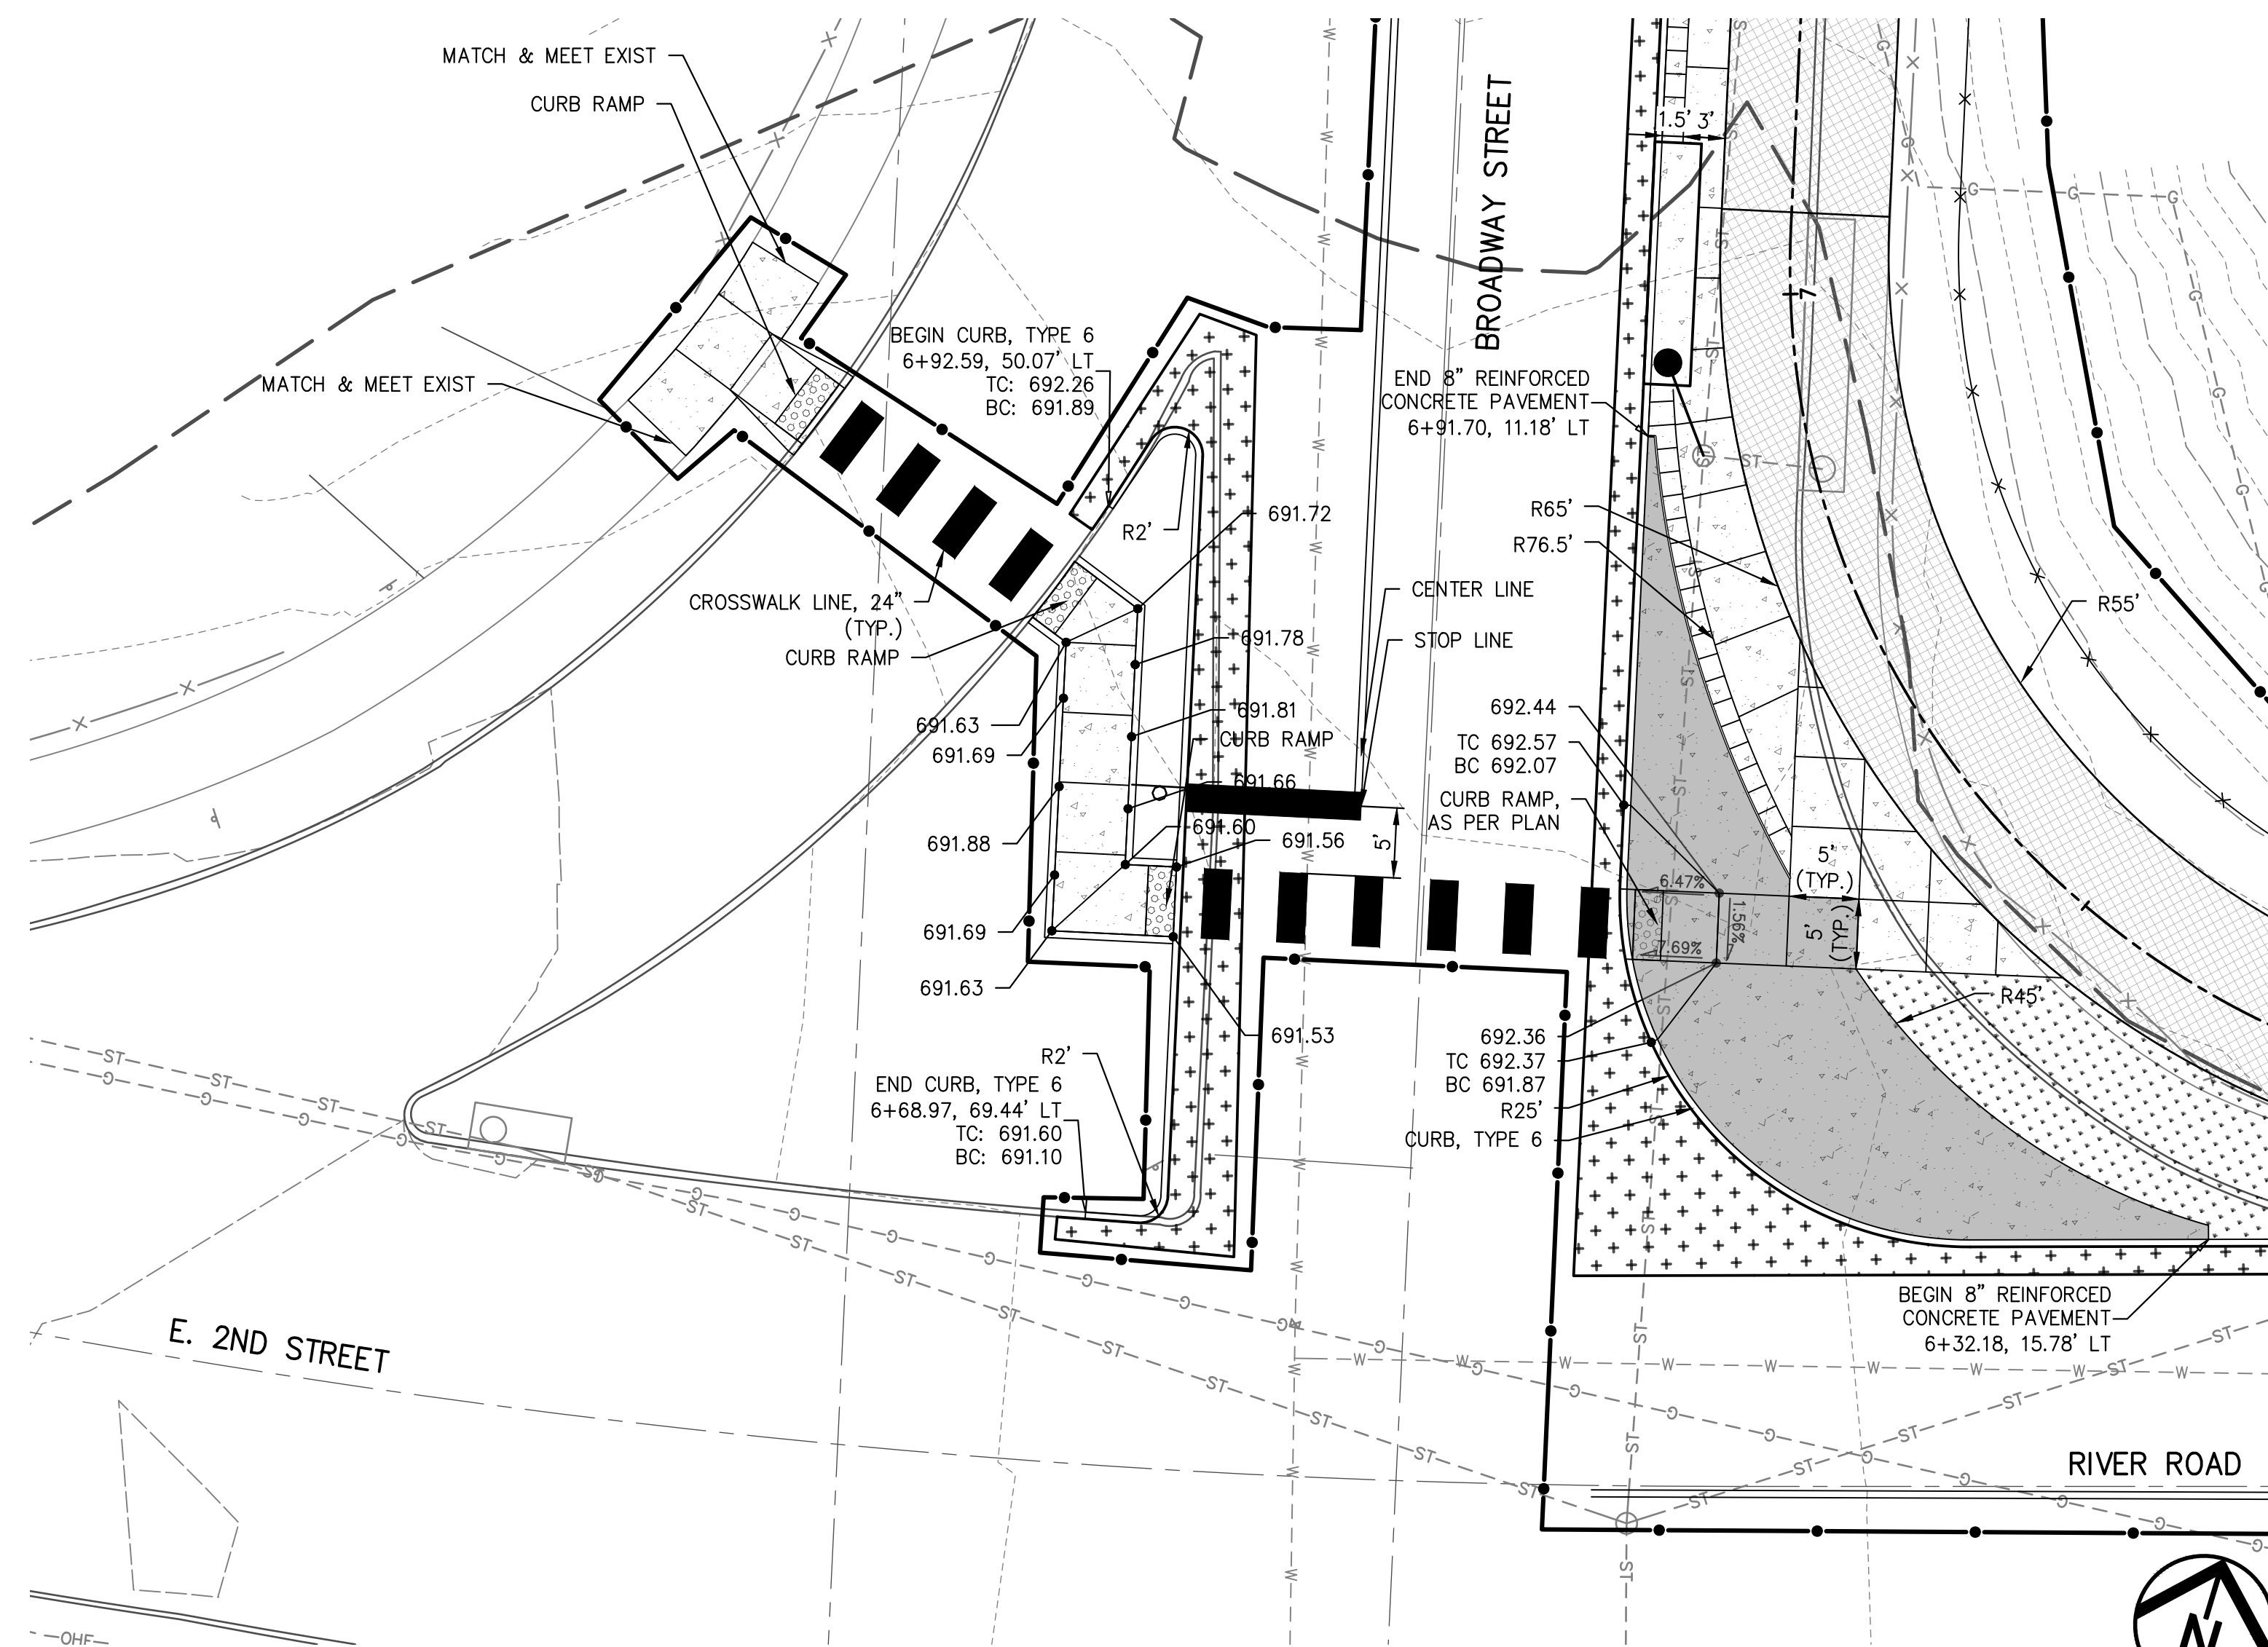 MATCH & MEET EXIST
CURB RAMP
MATCH & MEET EXIST
BEGIN CURB, TYPE 6
6+92.59, 50.07' LT
TC: 692.26
BC: 691.89
BROADWAY STREET
1.5' 3'
7
END 8" REINFORCED
CONCRETE PAVEMENT
6+91.70, 11.18' LT
R2'
691.72
R65'
R76.5'
CROSSWALK LINE, 24"
(TYP.)
CURB RAMP
CENTER LINE
STOP LINE
R55'
691.78
691.63
691.69
691.81
CURB RAMP
691.66
692.44
TC 692.57
BC 692.07
CURB RAMP,
AS PER PLAN
691.88
691.60
691.56
5'
5'
(TYP.)
6.47%
1.56%
7.69%
5'
(TYP.)
691.69
691.63
691.53
R45'
692.36
TC 692.37
BC 691.87
R25'
CURB, TYPE 6
R2'
END CURB, TYPE 6
6+68.97, 69.44' LT
TC: 691.60
BC: 691.10
BEGIN 8" REINFORCED
CONCRETE PAVEMENT
6+32.18, 15.78' LT
E. 2ND STREET
RIVER ROAD
ST
G
W
OHE
N